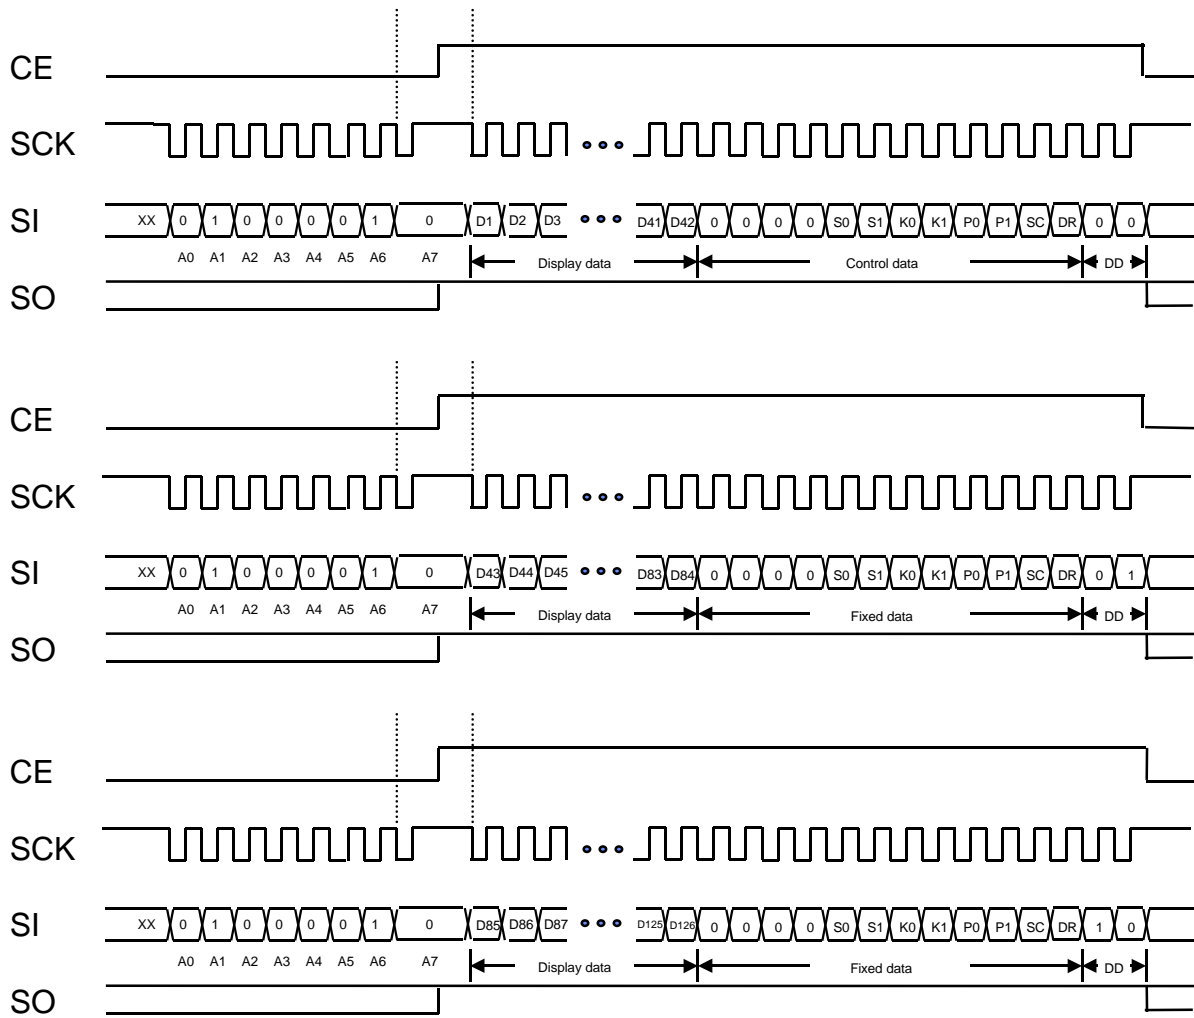 CE
SCK
SI XX 0 1 0 0 0 0 1 0 D1 D2 D3 D41 D42 0 0 0 0 S0 S1 K0 K1 P0 P1 SC DR 0 0
A0 A1 A2 A3 A4 A5 A6 A7 Display data Control data DD
SO
CE
SCK
SI XX 0 1 0 0 0 0 1 0 D43 D44 D45 D83 D84 0 0 0 0 S0 S1 K0 K1 P0 P1 SC DR 0 1
A0 A1 A2 A3 A4 A5 A6 A7 Display data Fixed data DD
SO
CE
SCK
SI XX 0 1 0 0 0 0 1 0 D85 D86 D87 D125 D126 0 0 0 0 S0 S1 K0 K1 P0 P1 SC DR 1 0
A0 A1 A2 A3 A4 A5 A6 A7 Display data Fixed data DD
SO